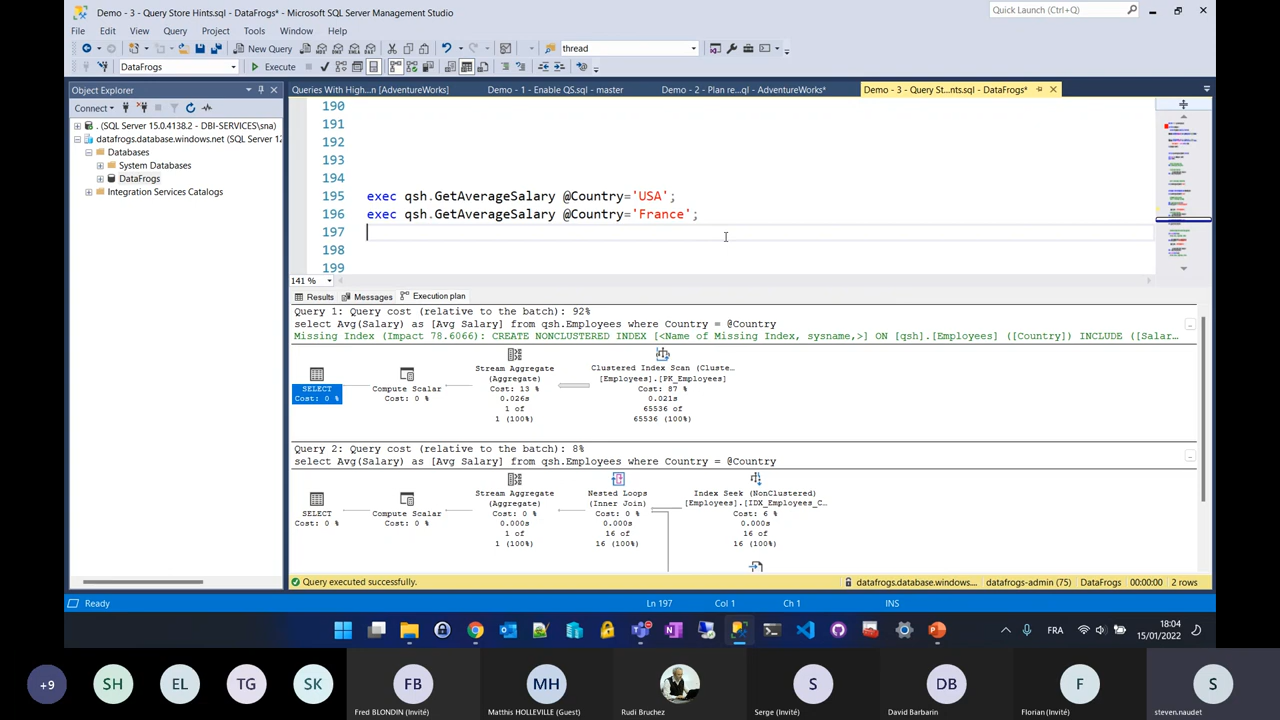 Demo - 3 - Query Store Hints.sql - DataFrogs* - Microsoft SQL Server Management Studio
Quick Launch (Ctrl+Q)
File Edit View Query Project Tools Window Help
New Query
thread
DataFrogs
Execute
Object Explorer
Queries With High...n [AdventureWorks]
Demo - 1 - Enable QS.sql - master
Demo - 2 - Plan re...ql - AdventureWorks*
Demo - 3 - Query St...nts.sql - DataFrogs*
Connect
. (SQL Server 15.0.4138.2 - DBI-SERVICES\sna)
datafrogs.database.windows.net (SQL Server 12
Databases
System Databases
DataFrogs
Integration Services Catalogs
190
191
192
193
194
195 exec qsh.GetAverageSalary @Country='USA';
196 exec qsh.GetAverageSalary @Country='France';
197
198
199
141 %
Results Messages Execution plan
Query 1: Query cost (relative to the batch): 92%
select Avg(Salary) as [Avg Salary] from qsh.Employees where Country = @Country
Missing Index (Impact 78.6066): CREATE NONCLUSTERED INDEX [<Name of Missing Index, sysname,>] ON [qsh].[Employees] ([Country]) INCLUDE ([Salar...
SELECT
Cost: 0 %
Compute Scalar
Cost: 0 %
Stream Aggregate
(Aggregate)
Cost: 13 %
0.026s
1 of
1 (100%)
Clustered Index Scan (Cluste...
[Employees].[PK_Employees]
Cost: 87 %
0.021s
65536 of
65536 (100%)
Query 2: Query cost (relative to the batch): 8%
select Avg(Salary) as [Avg Salary] from qsh.Employees where Country = @Country
SELECT
Cost: 0 %
Compute Scalar
Cost: 0 %
Stream Aggregate
(Aggregate)
Cost: 0 %
0.000s
1 of
1 (100%)
Nested Loops
(Inner Join)
Cost: 0 %
0.000s
16 of
16 (100%)
Index Seek (NonClustered)
[Employees].[IDX_Employees_C...
Cost: 6 %
0.000s
16 of
16 (100%)
Query executed successfully.
datafrogs.database.windows....
datafrogs-admin (75)
DataFrogs
00:00:00
2 rows
Ready
Ln 197
Col 1
Ch 1
INS
FRA
18:04
15/01/2022
+9
SH
EL
TG
SK
FB
Fred BLONDIN (Invité)
MH
Matthis HOLLEVILLE (Guest)
Rudi Bruchez
S
Serge (Invité)
DB
David Barbarin
F
Florian (Invité)
S
steven.naudet